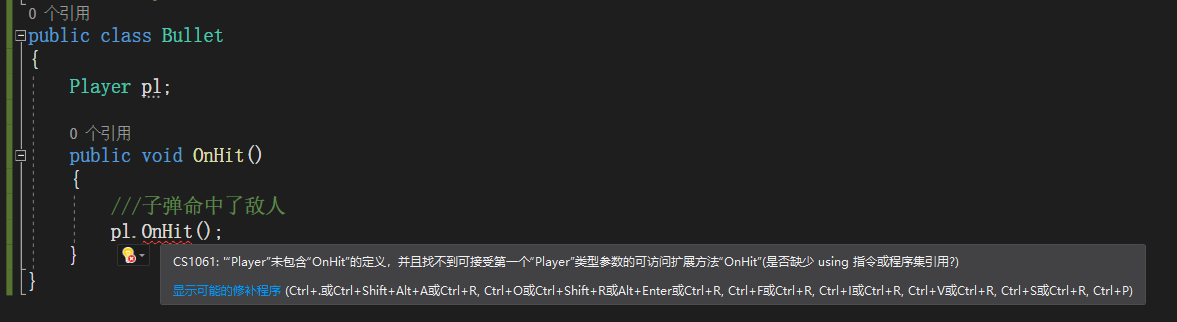 0 个引用
public class Bullet
{
Player pl;
0 个引用
public void OnHit()
{
///子弹命中了敌人
pl.OnHit();
}
CS1061: “Player”未包含“OnHit”的定义，并且找不到可接受第一个“Player”类型参数的可访问扩展方法“OnHit”(是否缺少 using 指令或程序集引用?)
显示可能的修补程序 (Ctrl+.或Ctrl+Shift+Alt+A或Ctrl+R, Ctrl+O或Ctrl+Shift+R或Alt+Enter或Ctrl+R, Ctrl+F或Ctrl+R, Ctrl+I或Ctrl+R, Ctrl+V或Ctrl+R, Ctrl+S或Ctrl+R, Ctrl+P)
}